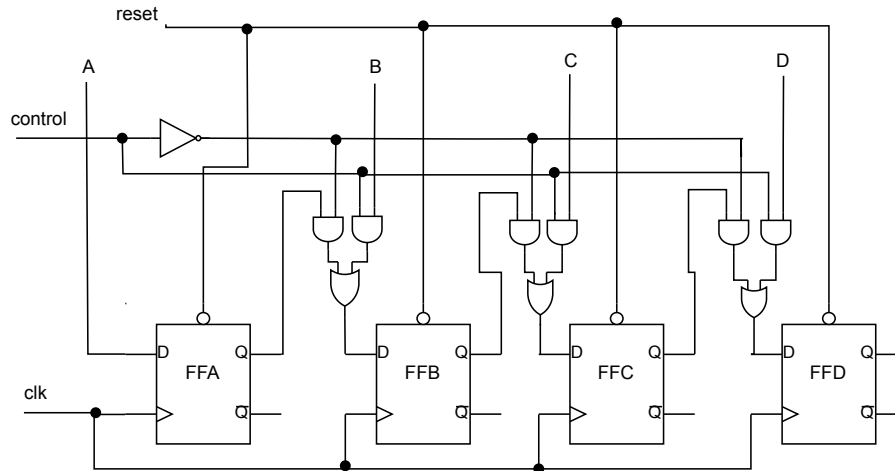 reset
A
B
C
D
control
D Q
FFA
Q̅
D Q
FFB
Q̅
D Q
FFC
Q̅
D Q
FFD
Q̅
clk